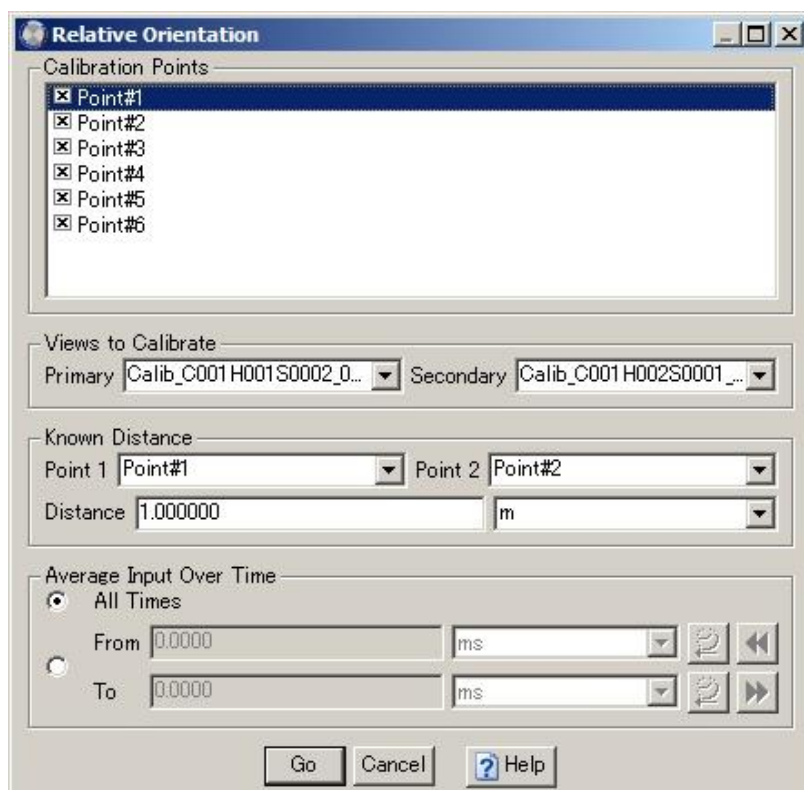 Relative Orientation
Calibration Points
Point#1
Point#2
Point#3
Point#4
Point#5
Point#6
Views to Calibrate
Primary Calib_C001H001S0002_0... Secondary Calib_C001H002S0001_...
Known Distance
Point 1 Point#1 Point 2 Point#2
Distance 1.000000 m
Average Input Over Time
All Times
From 0.0000 ms
To 0.0000 ms
Go Cancel ? Help